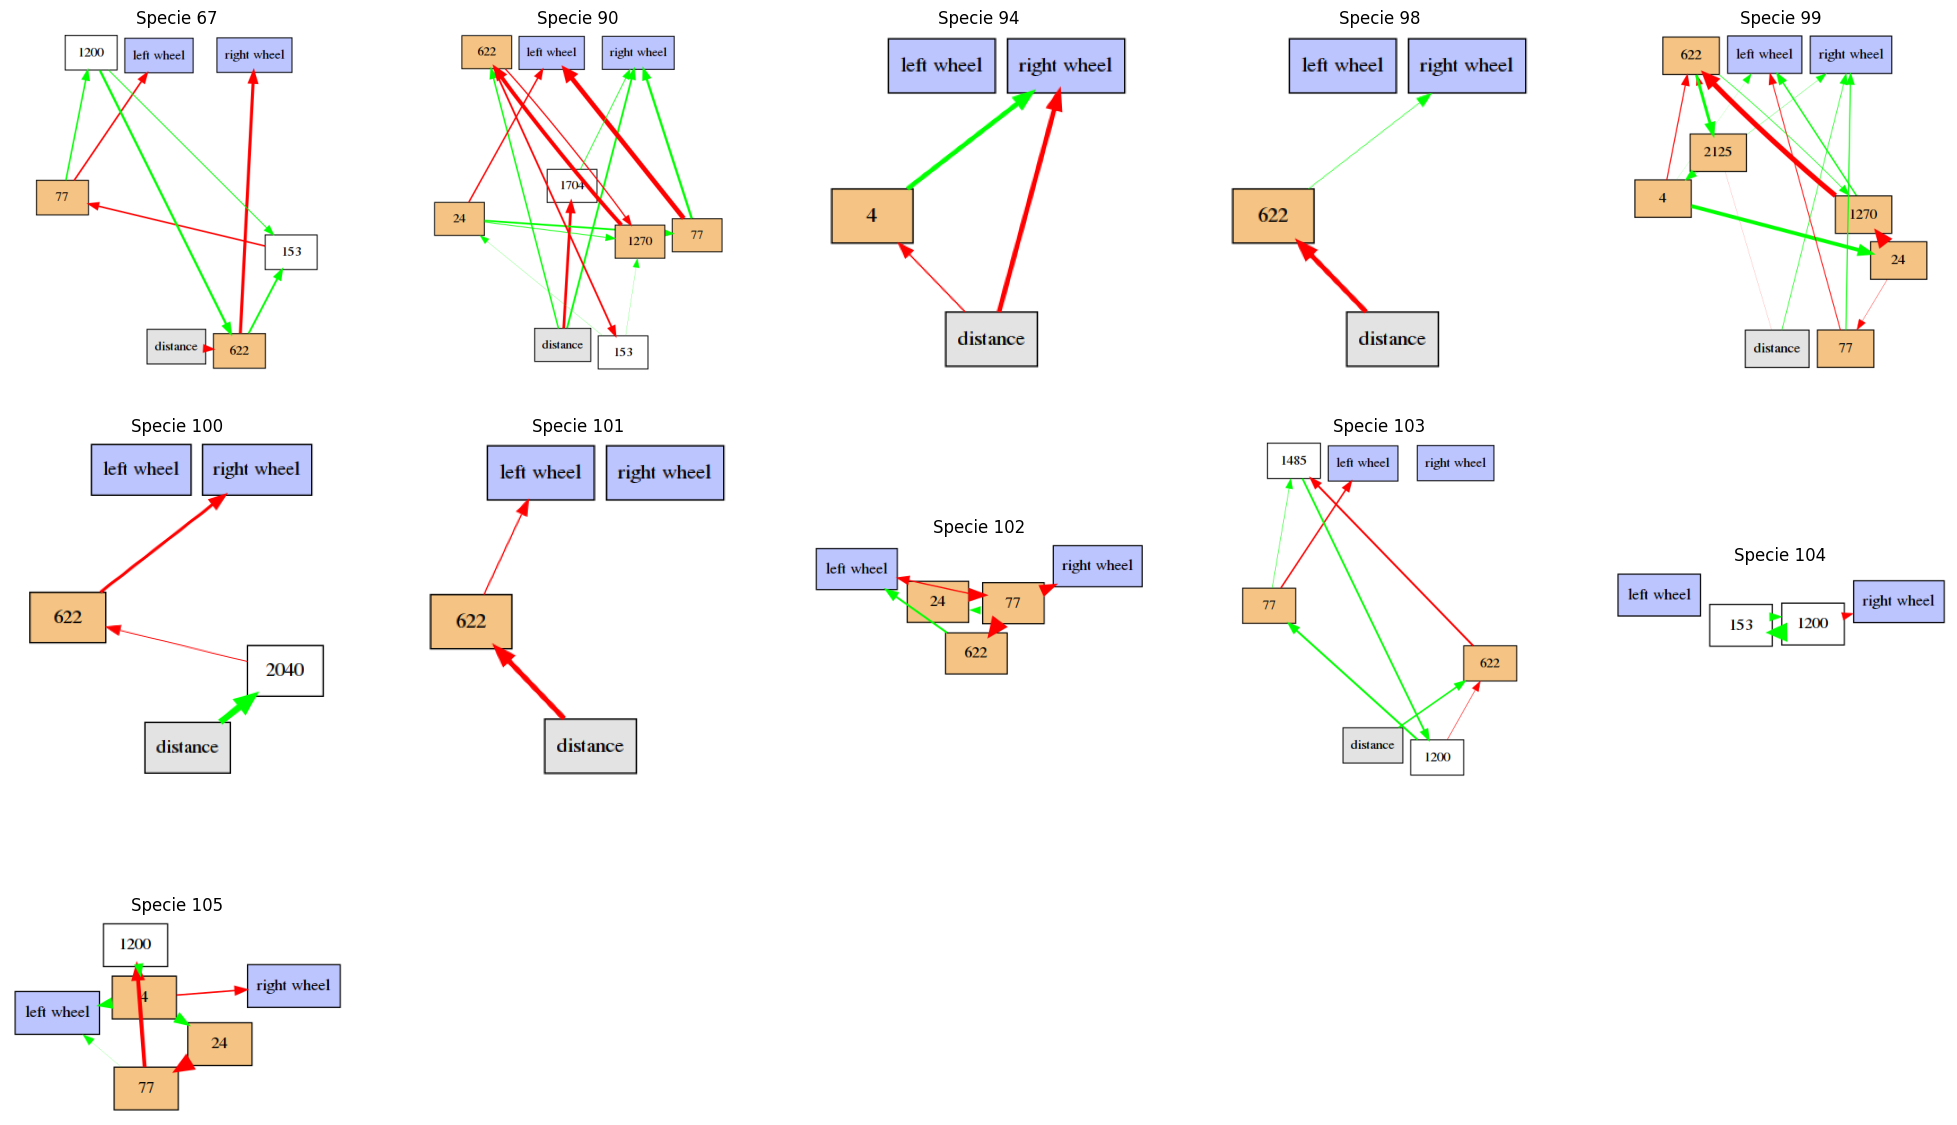 Specie 67
1200
left wheel
right wheel
77
153
distance
622
Specie 90
622
left wheel
right wheel
1704
24
1270
77
distance
153
Specie 94
left wheel
right wheel
4
distance
Specie 98
left wheel
right wheel
622
distance
Specie 99
622
left wheel
right wheel
2125
4
1270
24
distance
77
Specie 100
left wheel
right wheel
622
2040
distance
Specie 101
left wheel
right wheel
622
distance
Specie 102
left wheel
right wheel
24
77
622
Specie 103
1485
left wheel
right wheel
77
622
distance
1200
Specie 104
left wheel
right wheel
153
1200
Specie 105
1200
4
right wheel
left wheel
24
77